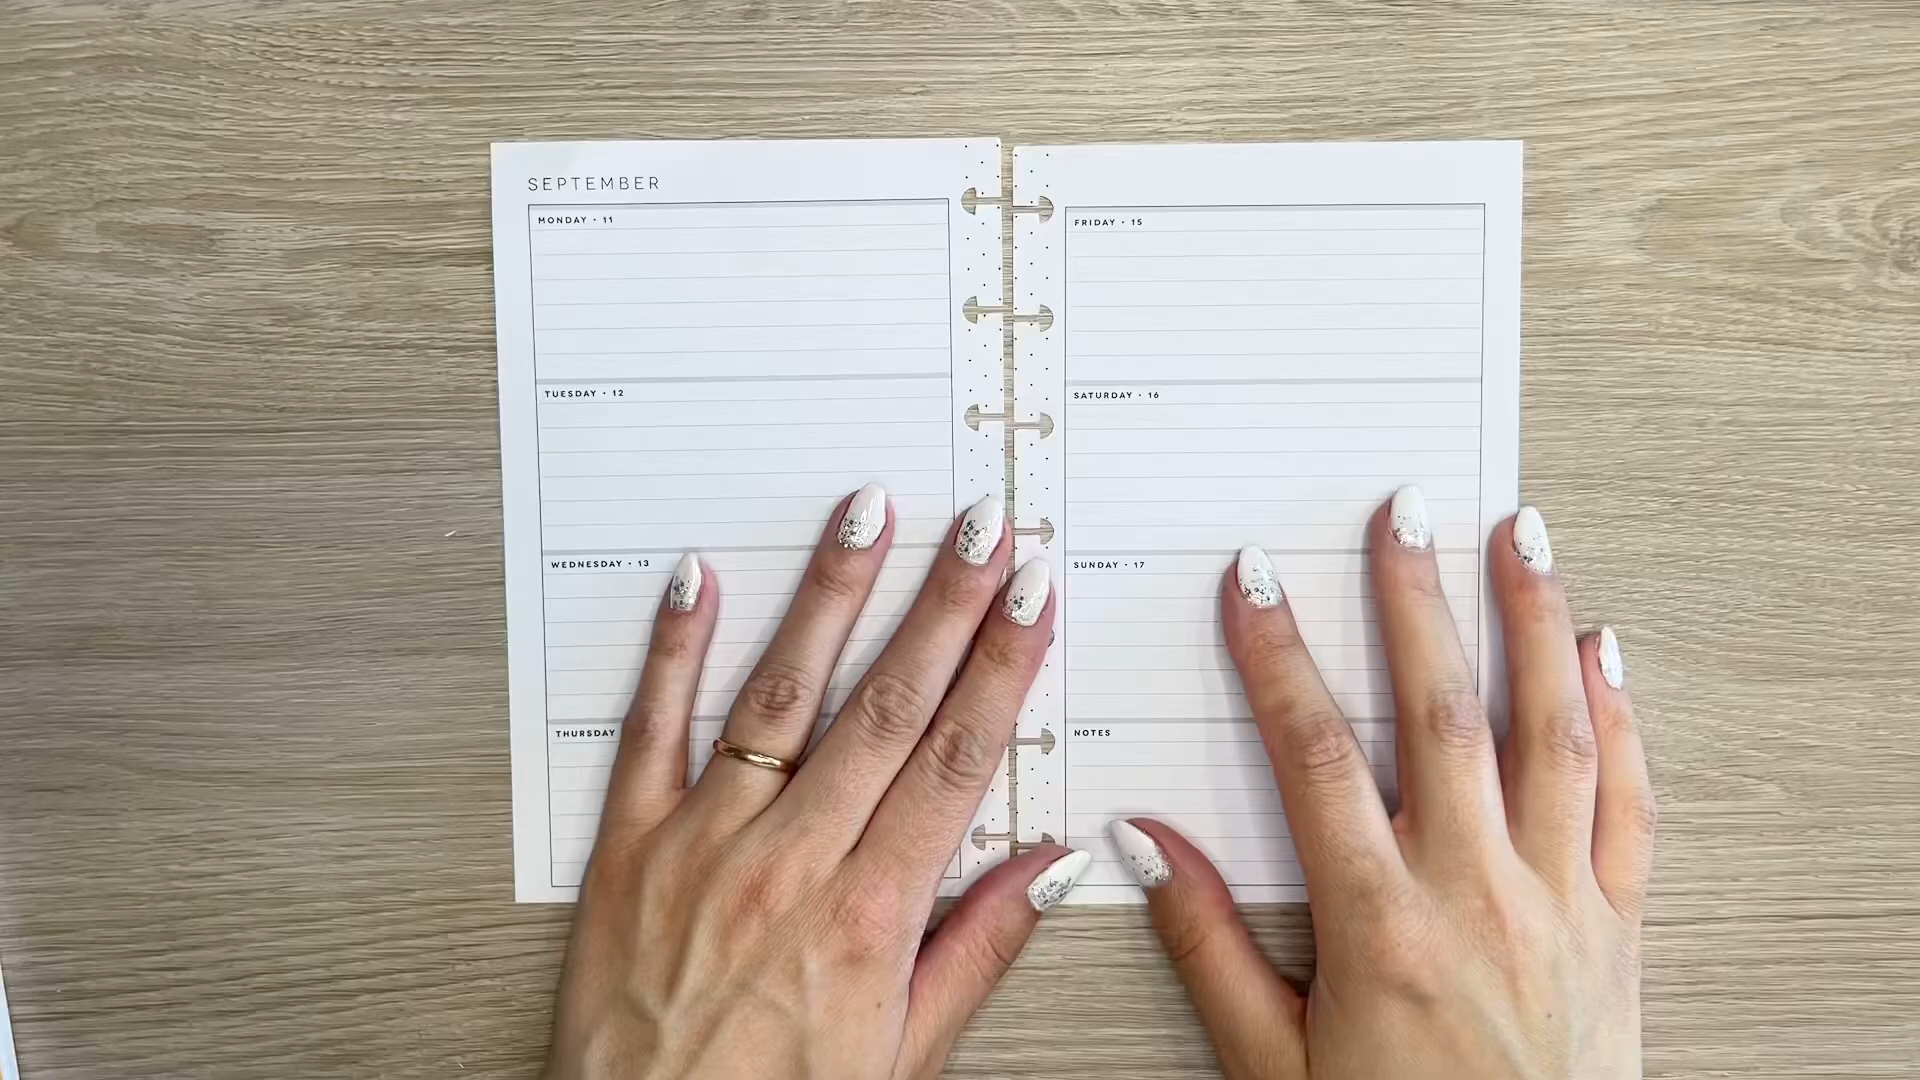 SEPTEMBER
MONDAY • 11
TUESDAY • 12
WEDNESDAY • 13
THURSDAY
FRIDAY • 15
SATURDAY • 16
SUNDAY • 17
NOTES